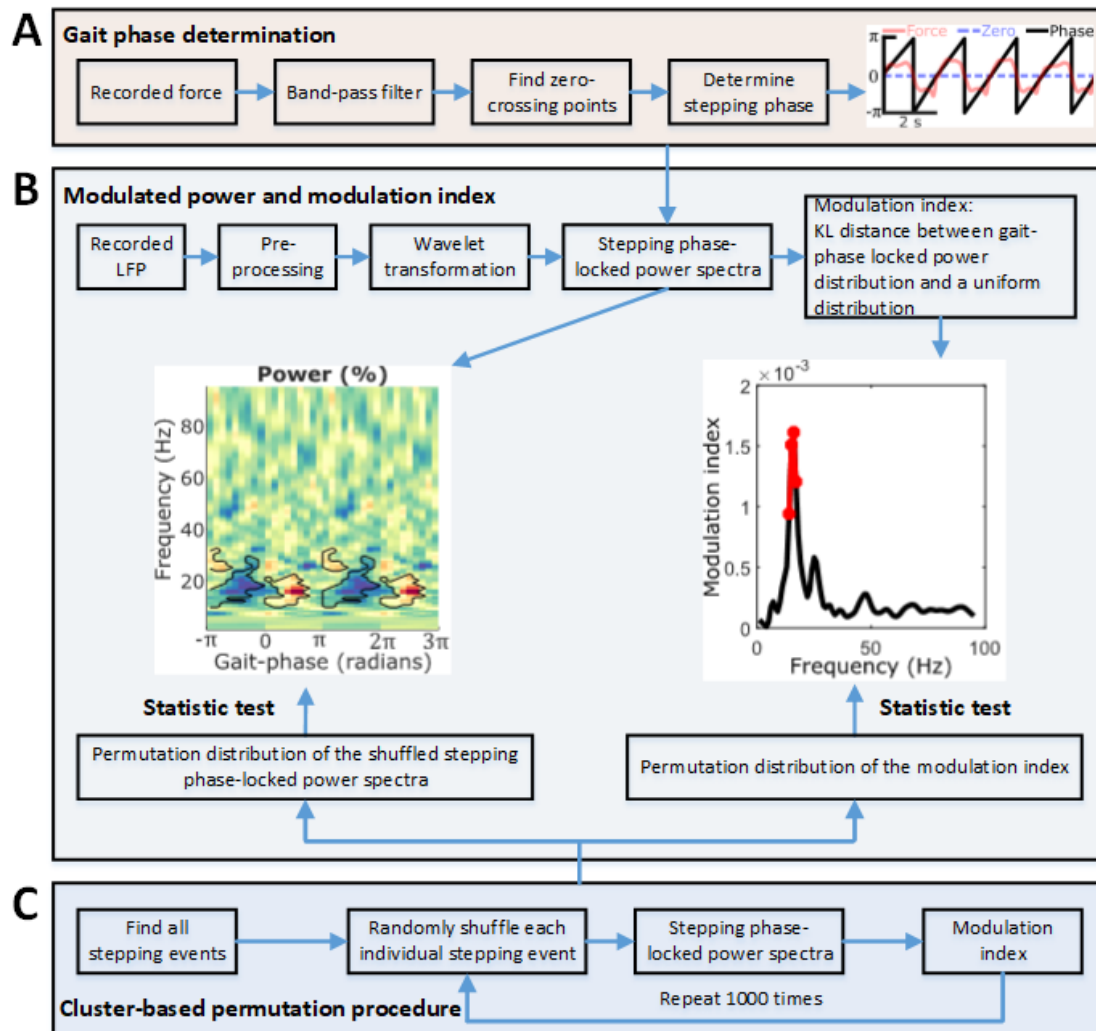 A
Gait phase determination
Recorded force
Band-pass filter
Find zero-
crossing points
Determine
stepping phase
Force
Zero
Phase
π
0
-π
2 s
B
Modulated power and modulation index
Recorded
LFP
Pre-
processing
Wavelet
transformation
Stepping phase-
locked power spectra
Modulation index:
KL distance between gait-
phase locked power
distribution and a uniform
distribution
Power (%)
Frequency (Hz)
80
60
40
20
-π 0 π 2π 3π
Gait-phase (radians)
× 10⁻³
Modulation index
2
1.5
1
0.5
0
0 50 100
Frequency (Hz)
Statistic test
Statistic test
Permutation distribution of the shuffled stepping
phase-locked power spectra
Permutation distribution of the modulation index
C
Find all
stepping events
Randomly shuffle each
individual stepping event
Stepping phase-
locked power spectra
Modulation
index
Repeat 1000 times
Cluster-based permutation procedure